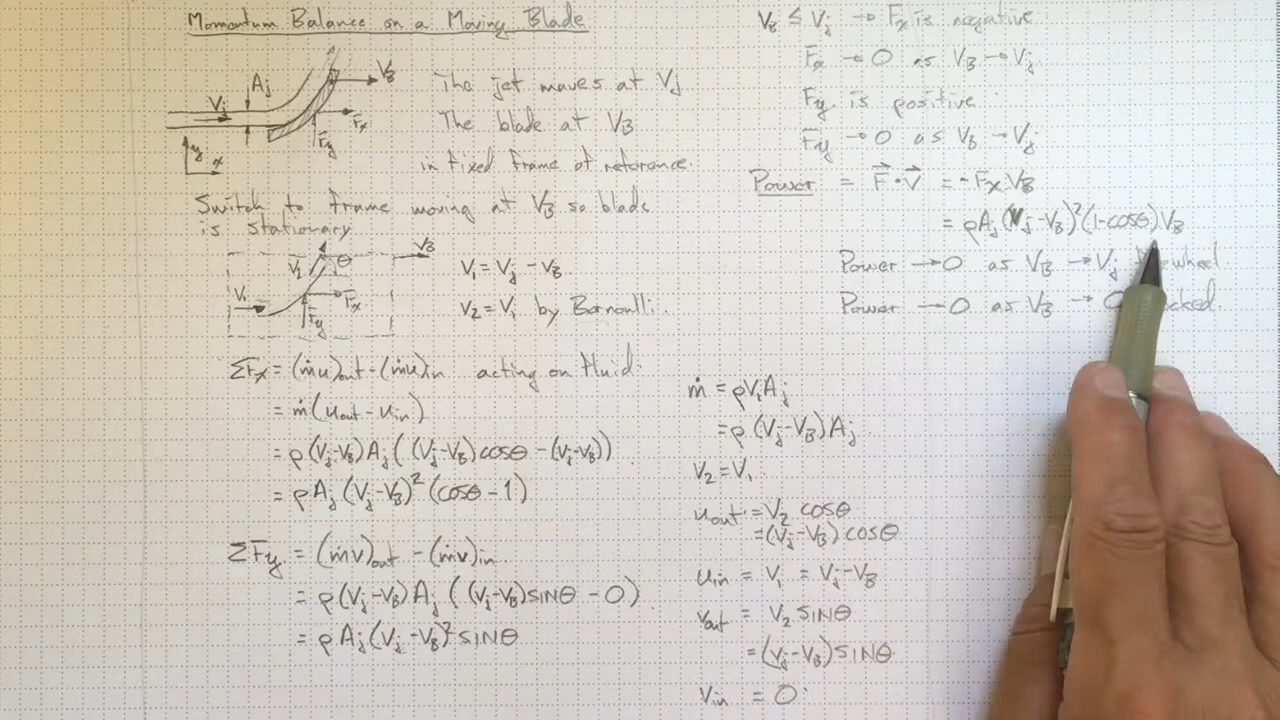 Momentum Balance on a Moving Blade
Aj
VB
Vj
Fx
Fy
y
x
The jet moves at Vj
The blade at VB
in fixed frame of reference.
Switch to frame moving at VB so blade
is stationary
VB
V2
θ
V1
Fx
Fy
V1 = Vj - VB
V2 = V1 by Bernoulli.
ΣFx = (ṁu)out - (ṁu)in acting on fluid.
= ṁ(uout - uin)
= ρ(Vj-VB)Aj((Vj-VB)cosθ - (Vj-VB))
= ρAj(Vj-VB)²(cosθ - 1)
ΣFy = (ṁv)out - (ṁv)in
= ρ(Vj-VB)Aj((Vj-VB)SINθ - 0)
= ρAj(Vj-VB)²SINθ
VB ≤ Vj → Fx is negative
Fx → 0 as VB → Vj
Fy is positive
Fy → 0 as VB → Vj
Power = F⃗·V⃗ = -FxVB
= ρAj(Vj-VB)²(1-cosθ)VB
Power → 0 as VB → Vj
Power → 0 as VB → 0
ṁ = ρV1Aj
= ρ(Vj-VB)Aj
V2 = V1
uout = V2 cosθ
= (Vj-VB) cosθ
uin = V1 = Vj-VB
vout = V2 SINθ
= (Vj-VB)SINθ
Vin = 0